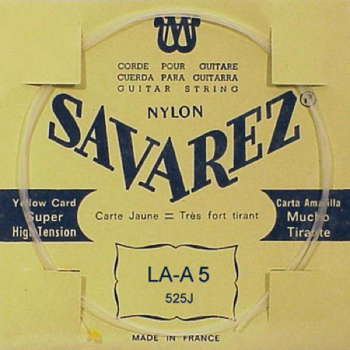 CORDE POUR GUITARE
CUERDA PARA GUITARRA
GUITAR STRING
NYLON
SAVAREZ®
Yellow Card
Super
High Tension
Carte Jaune = Très fort tirant
Carta Amarilla
Mucho
Tirante
LA-A 5
525J
MADE IN FRANCE